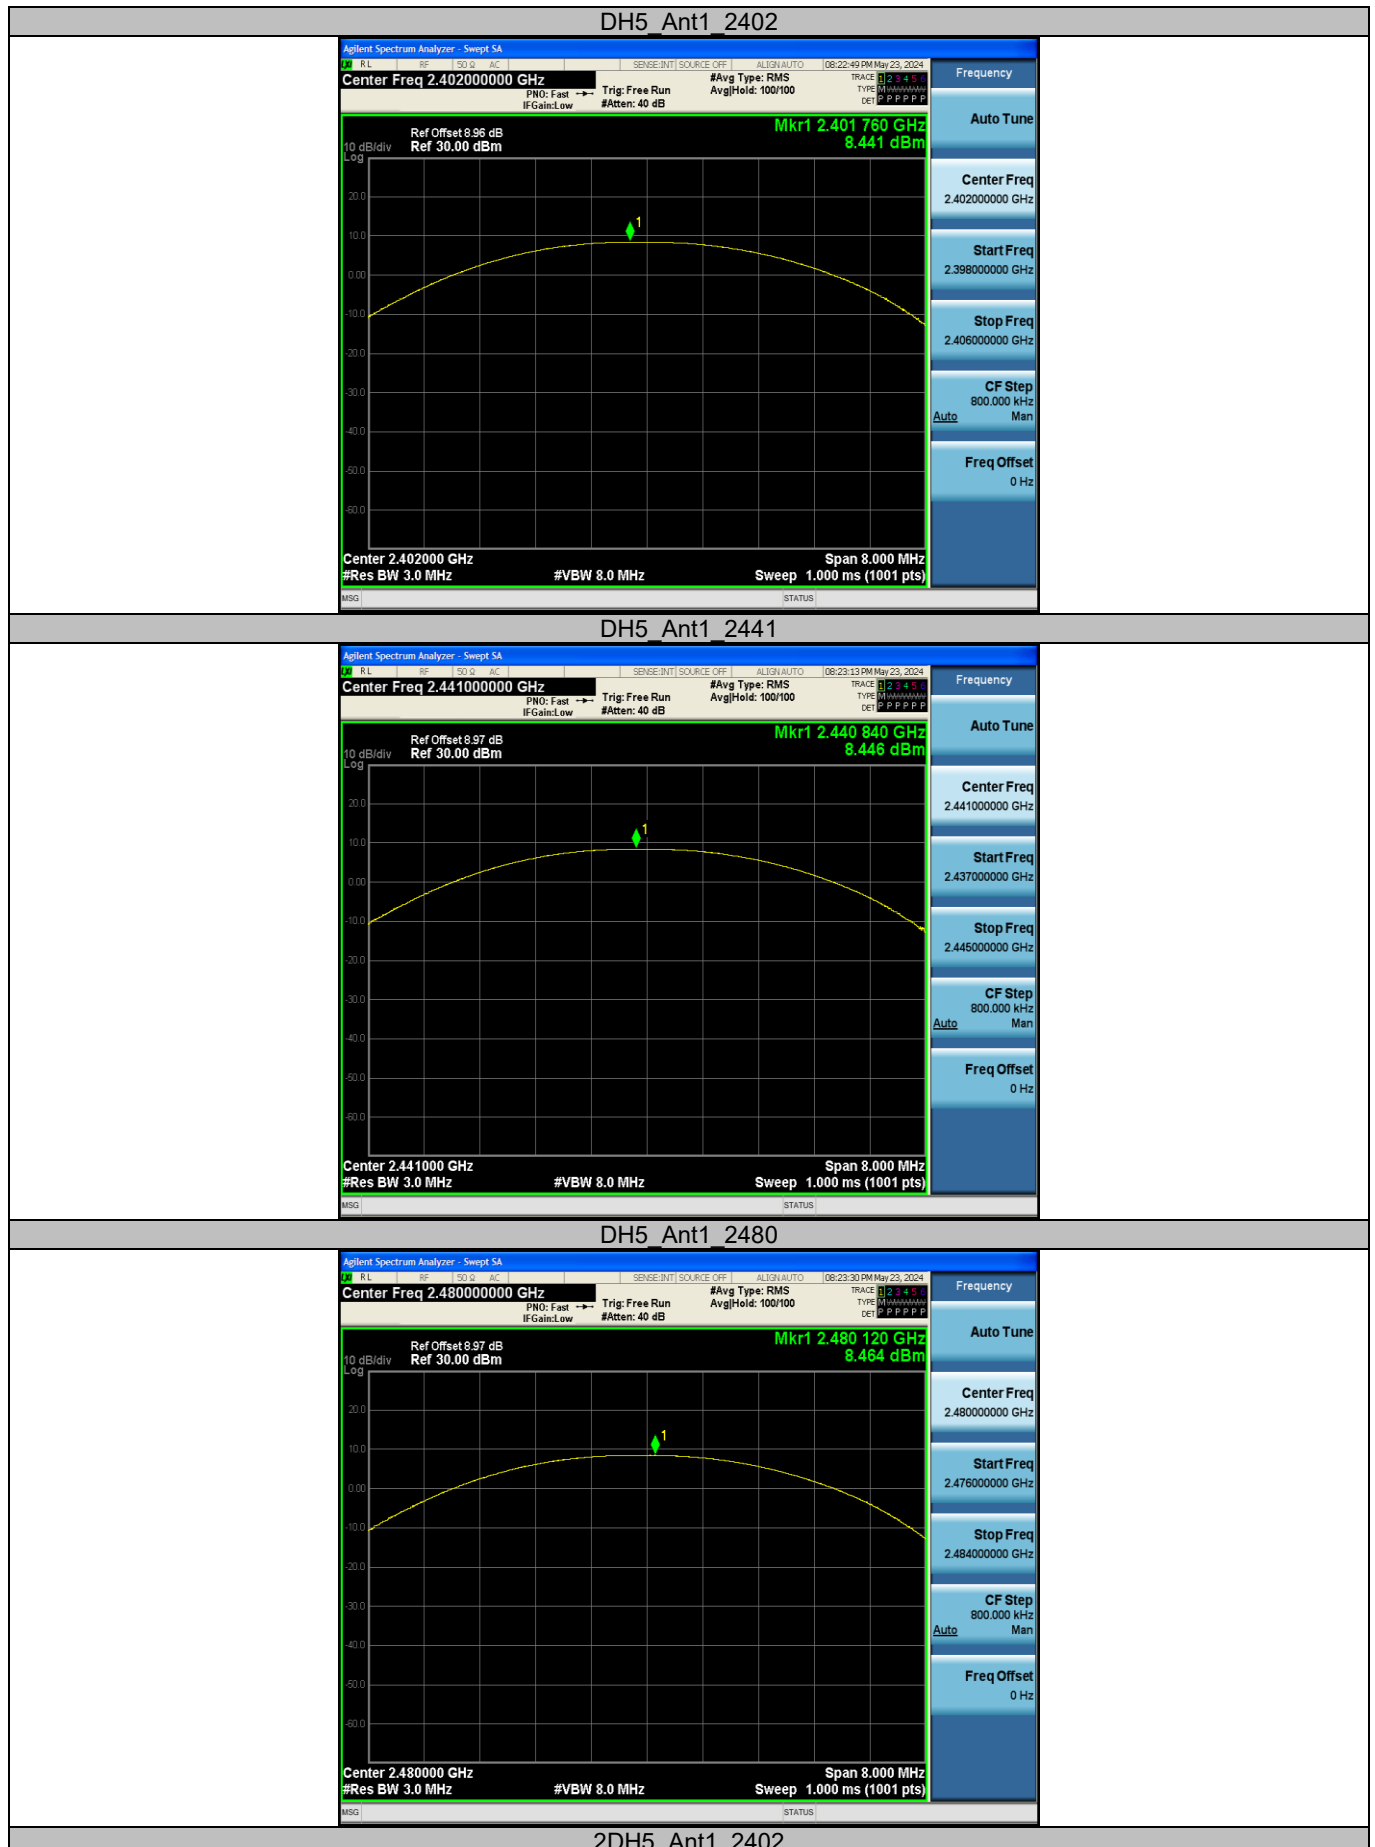 DH5_Ant1_2402
Agilent Spectrum Analyzer - Swept SA
RL RF 50 Ω AC SENSE:INT SOURCE OFF ALIGNAUTO 08:22:49 PM May 23, 2024
Center Freq 2.402000000 GHz
PNO: Fast
IFGain:Low
Trig: Free Run
#Atten: 40 dB
#Avg Type: RMS
Avg|Hold: 100/100
TRACE 1 2 3 4 5 6
TYPE M
DET P P P P P P
Frequency
Mkr1 2.401 760 GHz
8.441 dBm
Ref Offset 8.96 dB
10 dB/div Ref 30.00 dBm
Log
20.0
10.0
0.00
-10.0
-20.0
-30.0
-40.0
-50.0
-60.0
1
Center 2.402000 GHz Span 8.000 MHz
#Res BW 3.0 MHz #VBW 8.0 MHz Sweep 1.000 ms (1001 pts)
MSG STATUS
Auto Tune
Center Freq
2.402000000 GHz
Start Freq
2.398000000 GHz
Stop Freq
2.406000000 GHz
CF Step
800.000 kHz
Auto Man
Freq Offset
0 Hz
DH5_Ant1_2441
Agilent Spectrum Analyzer - Swept SA
RL RF 50 Ω AC SENSE:INT SOURCE OFF ALIGNAUTO 08:23:13 PM May 23, 2024
Center Freq 2.441000000 GHz
PNO: Fast
IFGain:Low
Trig: Free Run
#Atten: 40 dB
#Avg Type: RMS
Avg|Hold: 100/100
TRACE 1 2 3 4 5 6
TYPE M
DET P P P P P P
Frequency
Mkr1 2.440 840 GHz
8.446 dBm
Ref Offset 8.97 dB
10 dB/div Ref 30.00 dBm
Log
20.0
10.0
0.00
-10.0
-20.0
-30.0
-40.0
-50.0
-60.0
1
Center 2.441000 GHz Span 8.000 MHz
#Res BW 3.0 MHz #VBW 8.0 MHz Sweep 1.000 ms (1001 pts)
MSG STATUS
Auto Tune
Center Freq
2.441000000 GHz
Start Freq
2.437000000 GHz
Stop Freq
2.445000000 GHz
CF Step
800.000 kHz
Auto Man
Freq Offset
0 Hz
DH5_Ant1_2480
Agilent Spectrum Analyzer - Swept SA
RL RF 50 Ω AC SENSE:INT SOURCE OFF ALIGNAUTO 08:23:30 PM May 23, 2024
Center Freq 2.480000000 GHz
PNO: Fast
IFGain:Low
Trig: Free Run
#Atten: 40 dB
#Avg Type: RMS
Avg|Hold: 100/100
TRACE 1 2 3 4 5 6
TYPE M
DET P P P P P P
Frequency
Mkr1 2.480 120 GHz
8.464 dBm
Ref Offset 8.97 dB
10 dB/div Ref 30.00 dBm
Log
20.0
10.0
0.00
-10.0
-20.0
-30.0
-40.0
-50.0
-60.0
1
Center 2.480000 GHz Span 8.000 MHz
#Res BW 3.0 MHz #VBW 8.0 MHz Sweep 1.000 ms (1001 pts)
MSG STATUS
Auto Tune
Center Freq
2.480000000 GHz
Start Freq
2.476000000 GHz
Stop Freq
2.484000000 GHz
CF Step
800.000 kHz
Auto Man
Freq Offset
0 Hz
2DH5_Ant1_2402